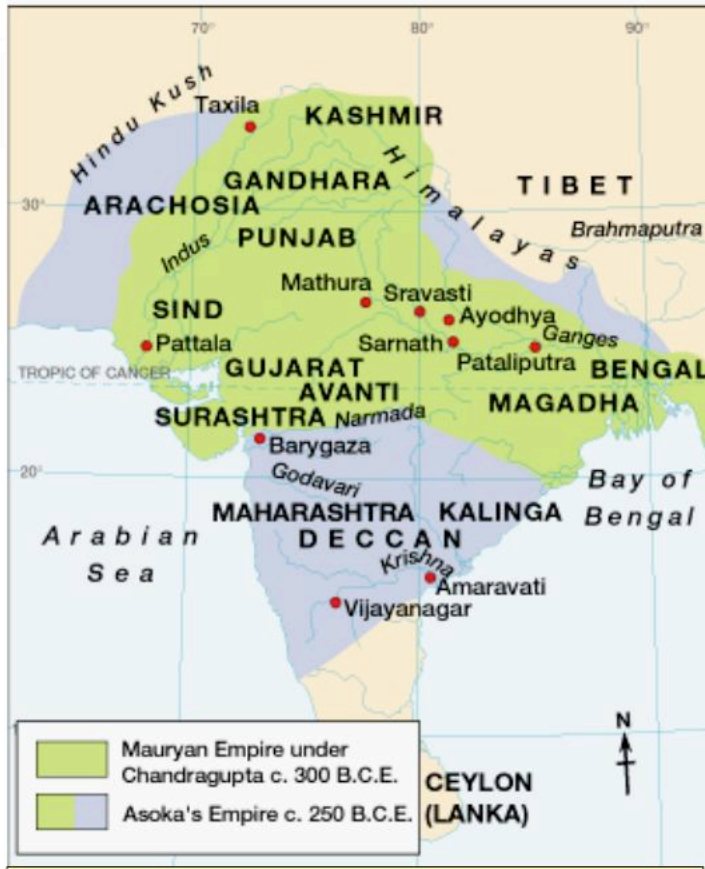 70°
80°
90°
Hindu Kush
Taxila
KASHMIR
GANDHARA
Himalayas
TIBET
30°
ARACHOSIA
Brahmaputra
Indus
PUNJAB
Mathura
Sravasti
SIND
Ayodhya
Pattala
Sarnath
Ganges
Pataliputra
TROPIC OF CANCER
GUJARAT
BENGAL
AVANTI
MAGADHA
SURASHTRA
Narmada
Barygaza
20°
Godavari
Bay of
Bengal
MAHARASHTRA
KALINGA
Arabian
Sea
DECCAN
Krishna
Amaravati
Vijayanagar
N
Mauryan Empire under
Chandragupta c. 300 B.C.E.
Asoka's Empire c. 250 B.C.E.
CEYLON
(LANKA)